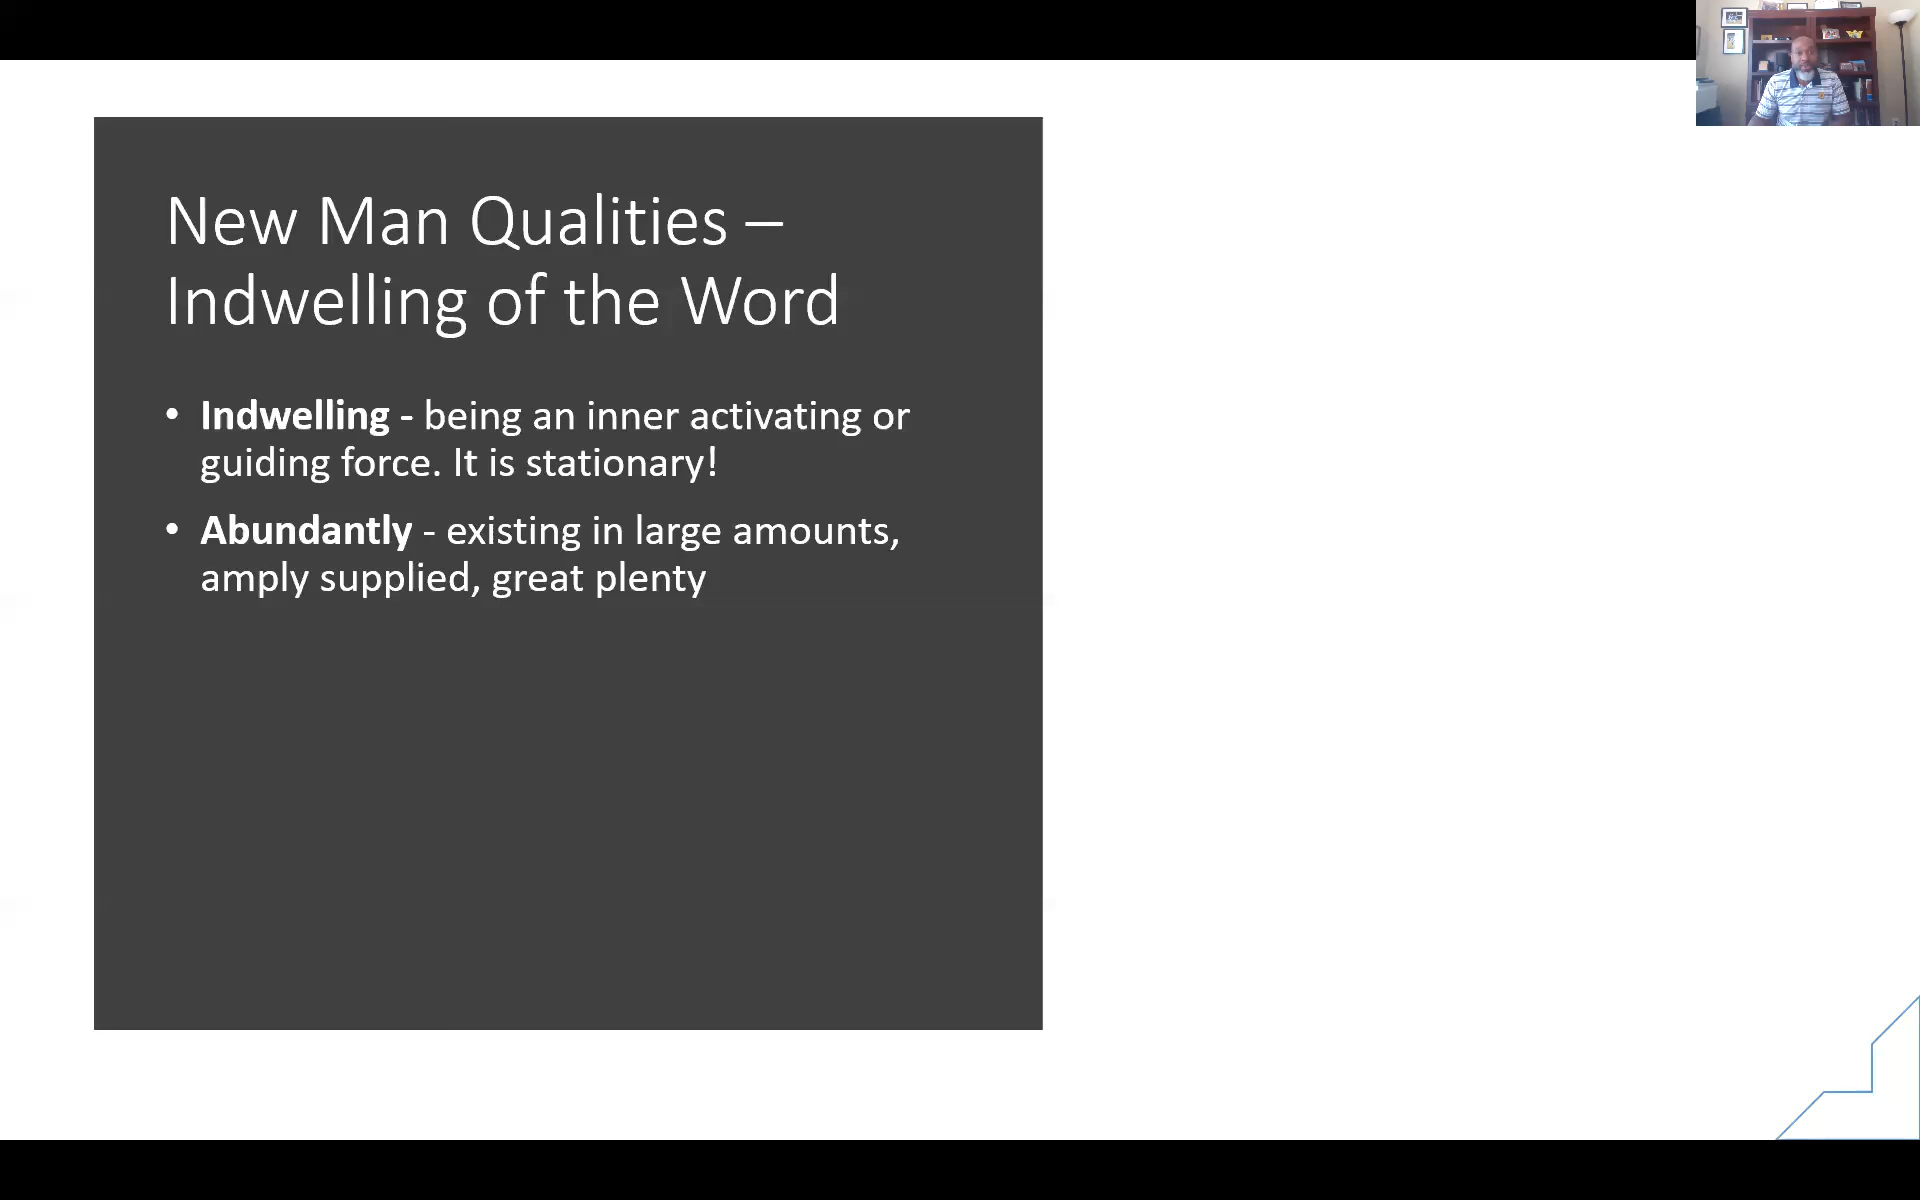 New Man Qualities –
Indwelling of the Word
• Indwelling - being an inner activating or
guiding force. It is stationary!
• Abundantly - existing in large amounts,
amply supplied, great plenty